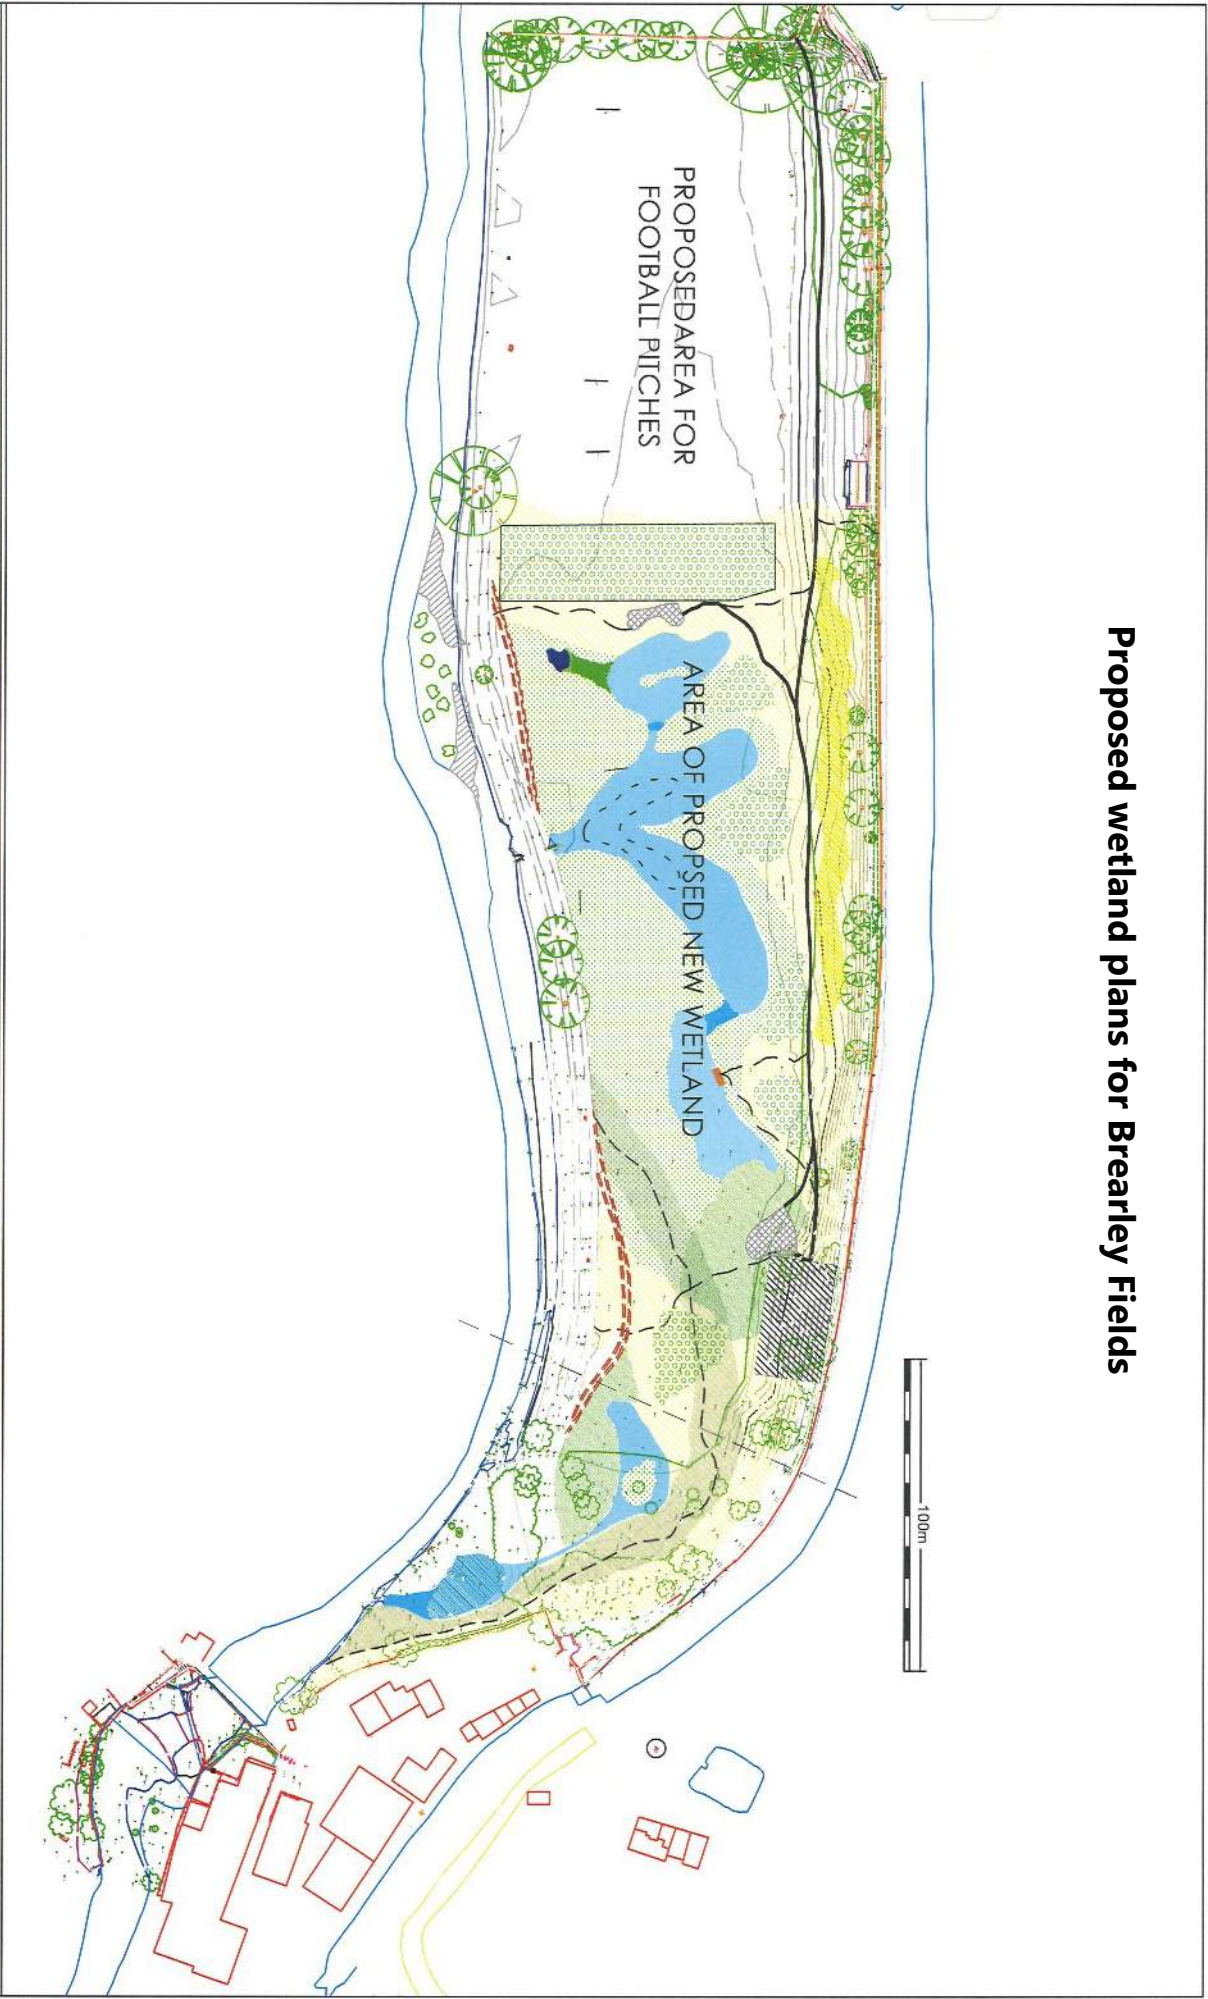 Proposed wetland plans for Brearley Fields
100m
PROPOSEDAREA FOR
FOOTBALL PITCHES
AREA OF PROPSED NEW WETLAND